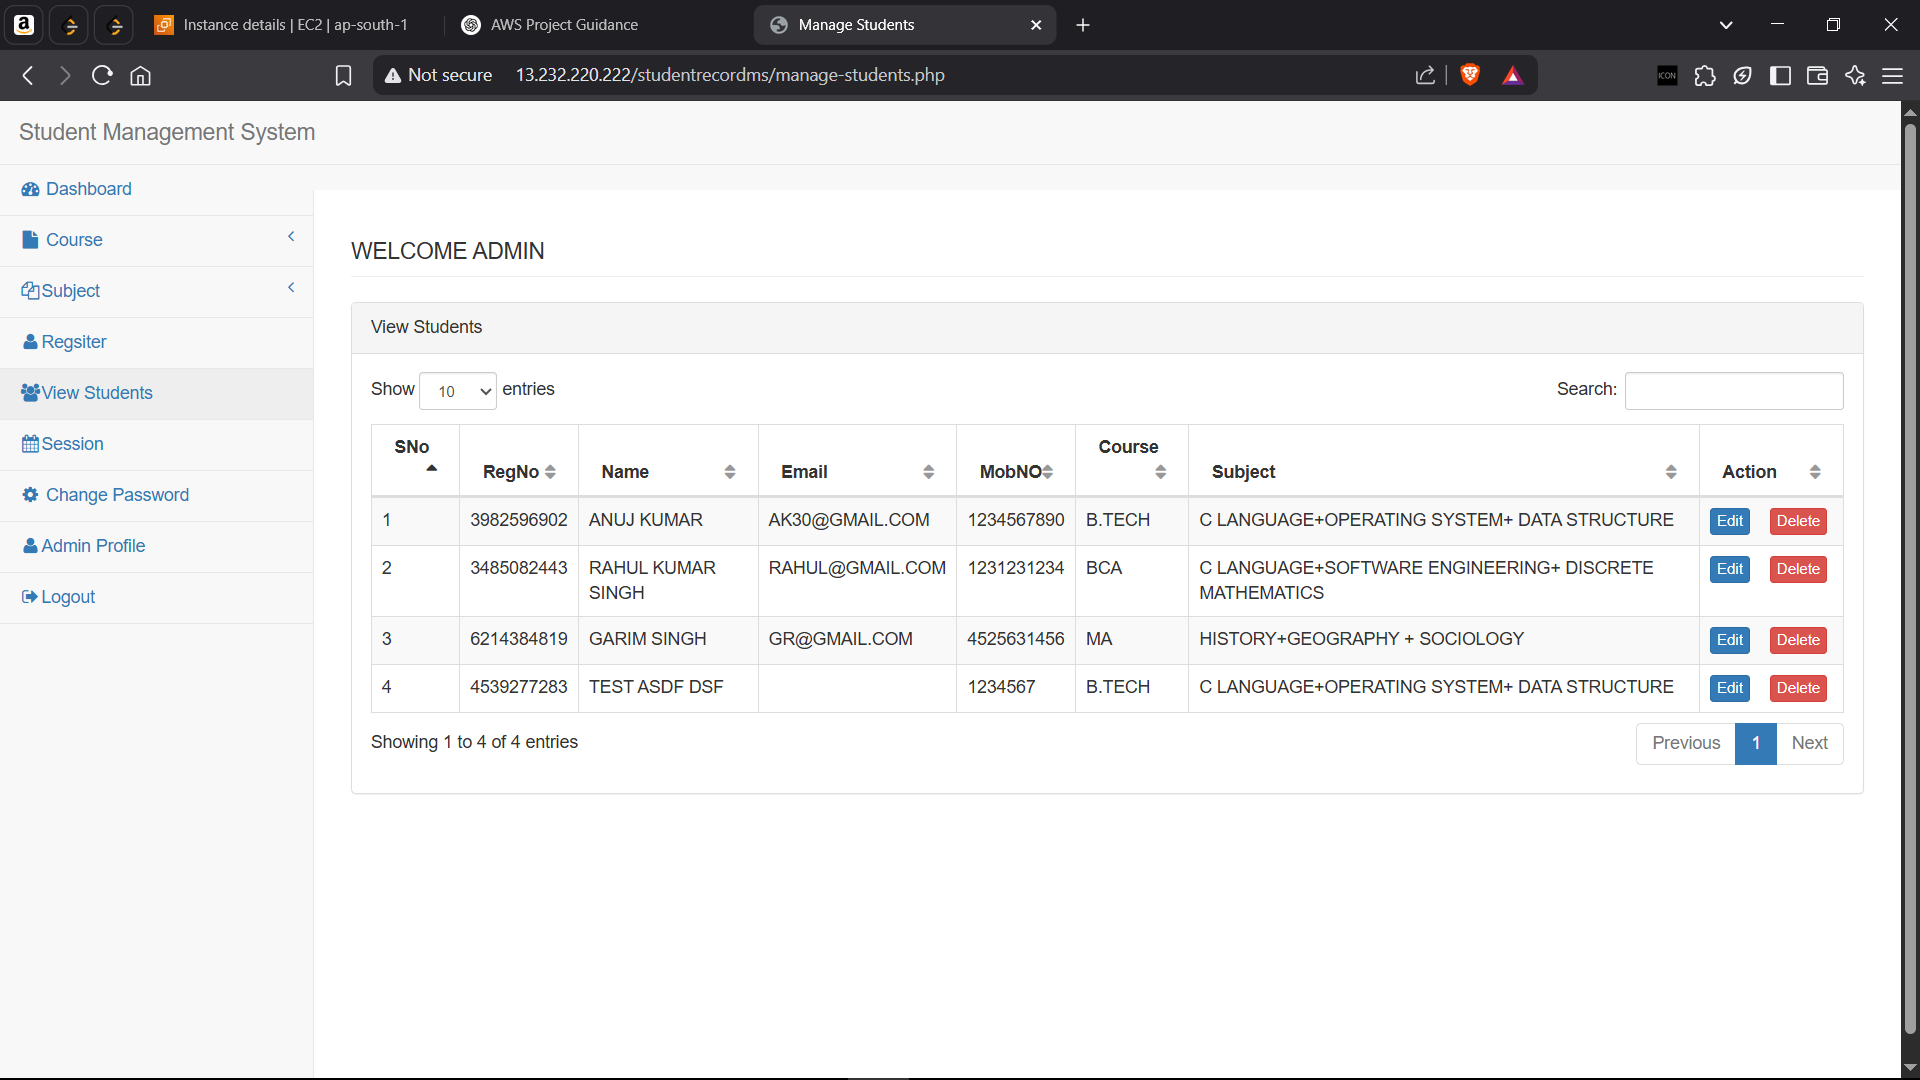 Instance details | EC2 | ap-south-1
AWS Project Guidance
Manage Students
Not secure 13.232.220.222/studentrecordms/manage-students.php
ICON
Student Management System
Dashboard
Course
Subject
Regsiter
View Students
Session
Change Password
Admin Profile
Logout
WELCOME ADMIN
View Students
Show 10 entries
Search:
SNo RegNo Name Email MobNO Course Subject Action
1 3982596902 ANUJ KUMAR AK30@GMAIL.COM 1234567890 B.TECH C LANGUAGE+OPERATING SYSTEM+ DATA STRUCTURE Edit Delete
2 3485082443 RAHUL KUMAR SINGH RAHUL@GMAIL.COM 1231231234 BCA C LANGUAGE+SOFTWARE ENGINEERING+ DISCRETE MATHEMATICS Edit Delete
3 6214384819 GARIM SINGH GR@GMAIL.COM 4525631456 MA HISTORY+GEOGRAPHY + SOCIOLOGY Edit Delete
4 4539277283 TEST ASDF DSF 1234567 B.TECH C LANGUAGE+OPERATING SYSTEM+ DATA STRUCTURE Edit Delete
Showing 1 to 4 of 4 entries
Previous 1 Next